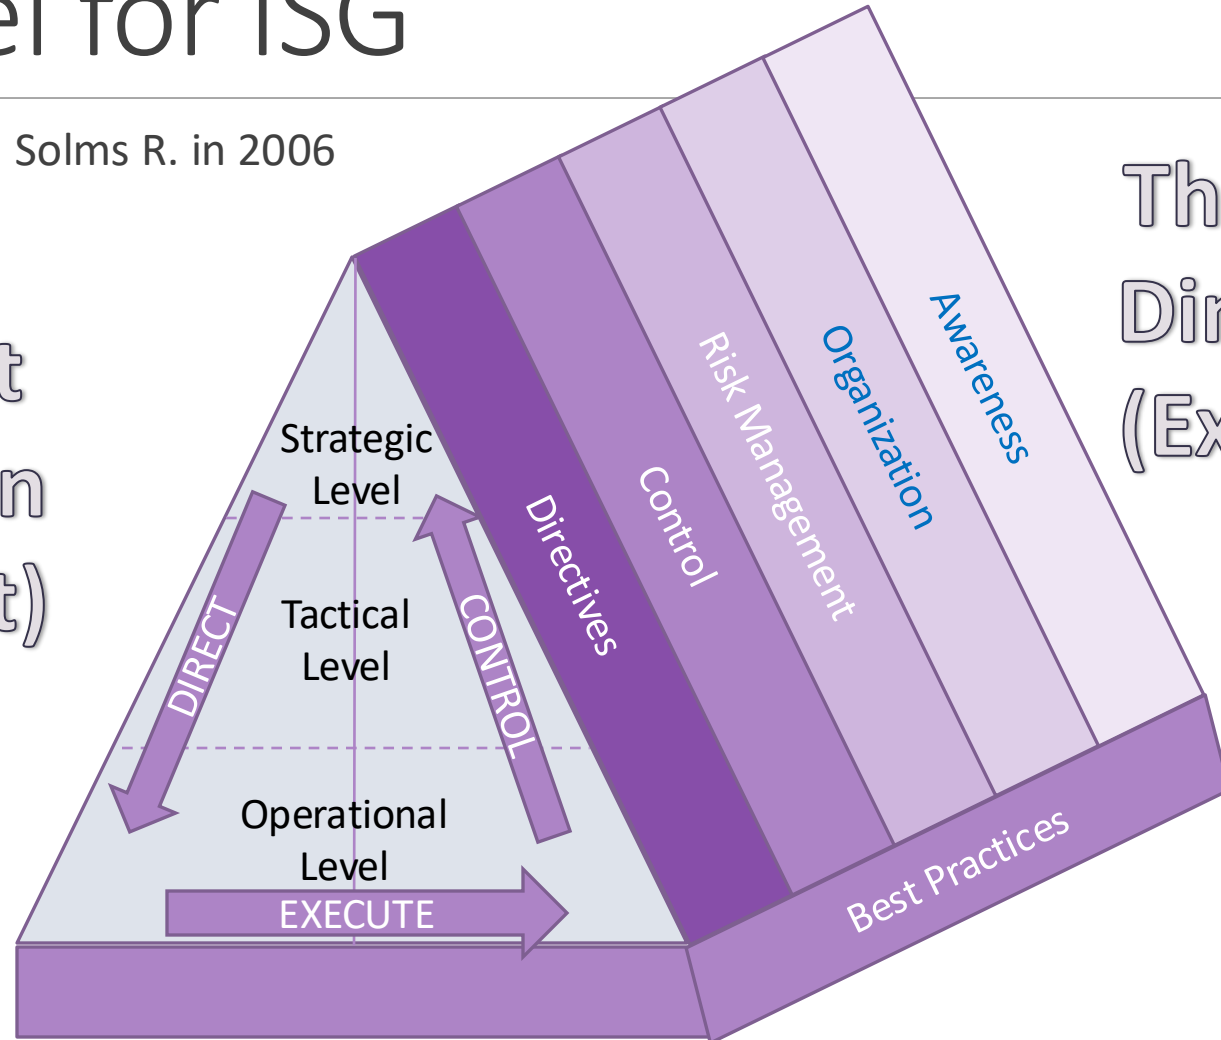 el for ISG
Solms R. in 2006
Th
Dir
(Ex
t
n
t)
Strategic
Level
Tactical
Level
Operational
Level
DIRECT
CONTROL
EXECUTE
Directives
Control
Risk Management
Organization
Awareness
Best Practices